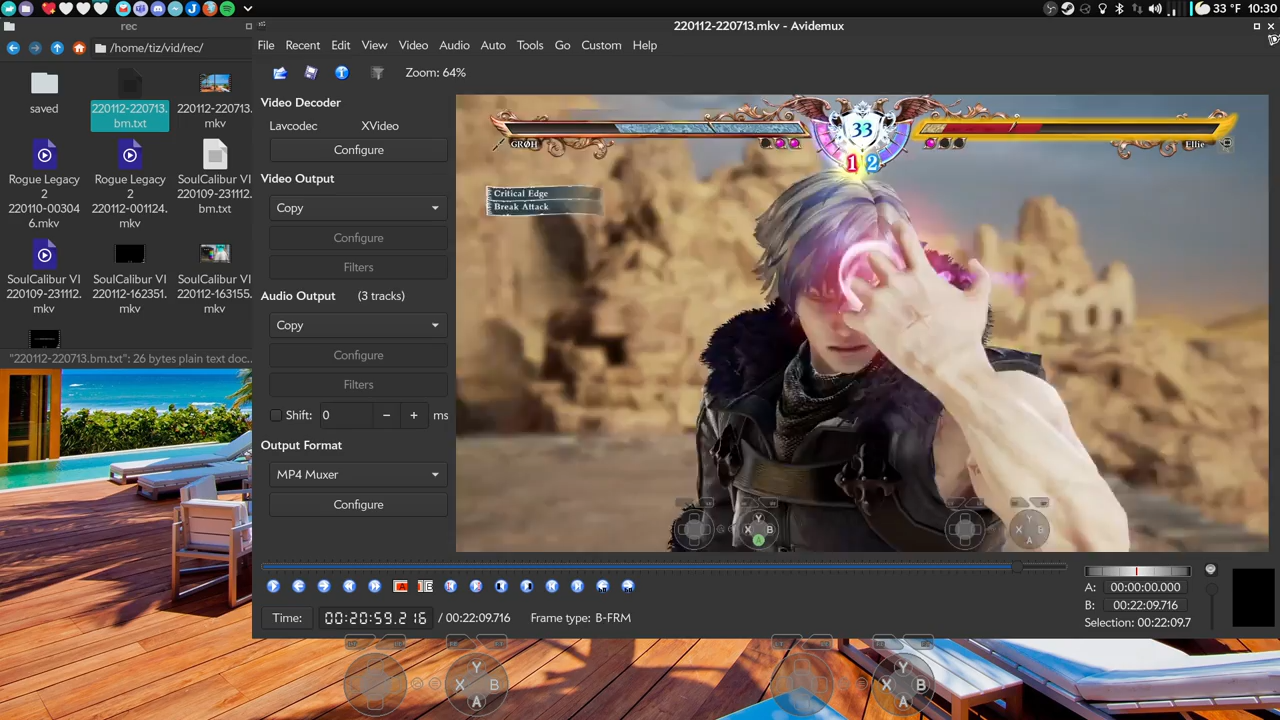 33 °F 10:30
rec
220112-220713.mkv - Avidemux
/home/tiz/vid/rec/
File Recent Edit View Video Audio Auto Tools Go Custom Help
Zoom: 64%
saved
220112-220713.
bm.txt
220112-220713.
mkv
Rogue Legacy
2
220110-00304
6.mkv
Rogue Legacy
2
220112-001124.
mkv
SoulCalibur VI
220109-231112.
bm.txt
SoulCalibur VI
220109-231112.
mkv
SoulCalibur VI
220112-162351.
mkv
SoulCalibur VI
220112-163155.
mkv
"220112-220713.bm.txt": 26 bytes plain text doc...
Video Decoder
Lavcodec XVideo
Configure
Video Output
Copy
Configure
Filters
Audio Output (3 tracks)
Copy
Configure
Filters
Shift: 0 - + ms
Output Format
MP4 Muxer
Configure
33
GRØH
Ellie
1 2
Critical Edge
Break Attack
Y
X B
A
Y
X B
A
Time: 00:20:59.216 / 00:22:09.716 Frame type: B-FRM
A: 00:00:00.000
B: 00:22:09.716
Selection: 00:22:09.7
Y
X B
A
Y
X B
A